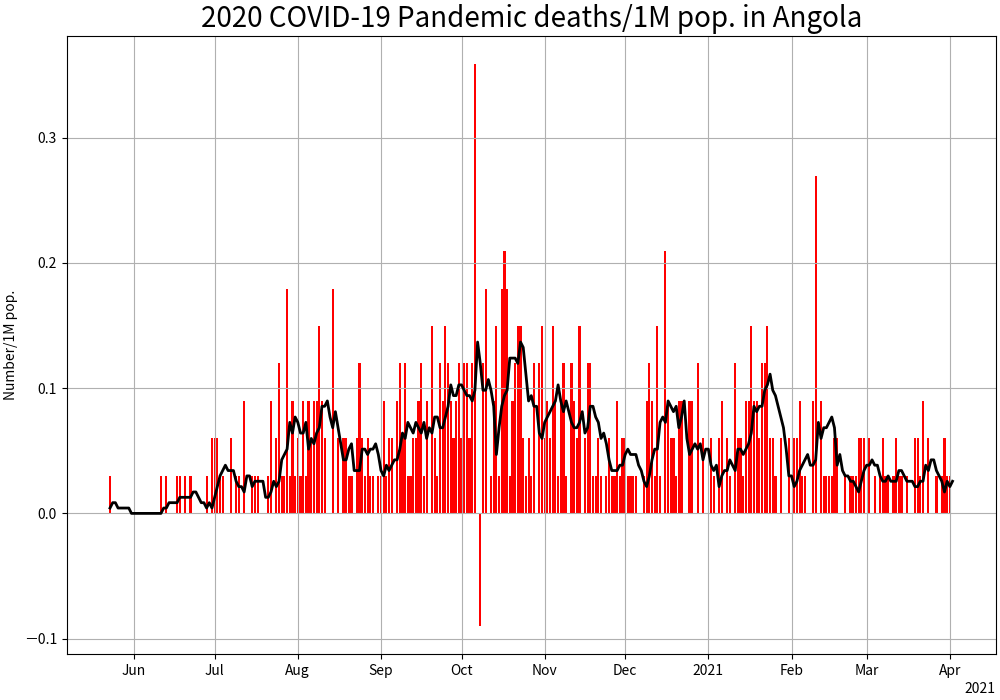 2020 COVID-19 Pandemic deaths/1M pop. in Angola
Number/1M pop.
0.3
0.2
0.1
0.0
−0.1
Jun Jul Aug Sep Oct Nov Dec 2021 Feb Mar Apr
2021